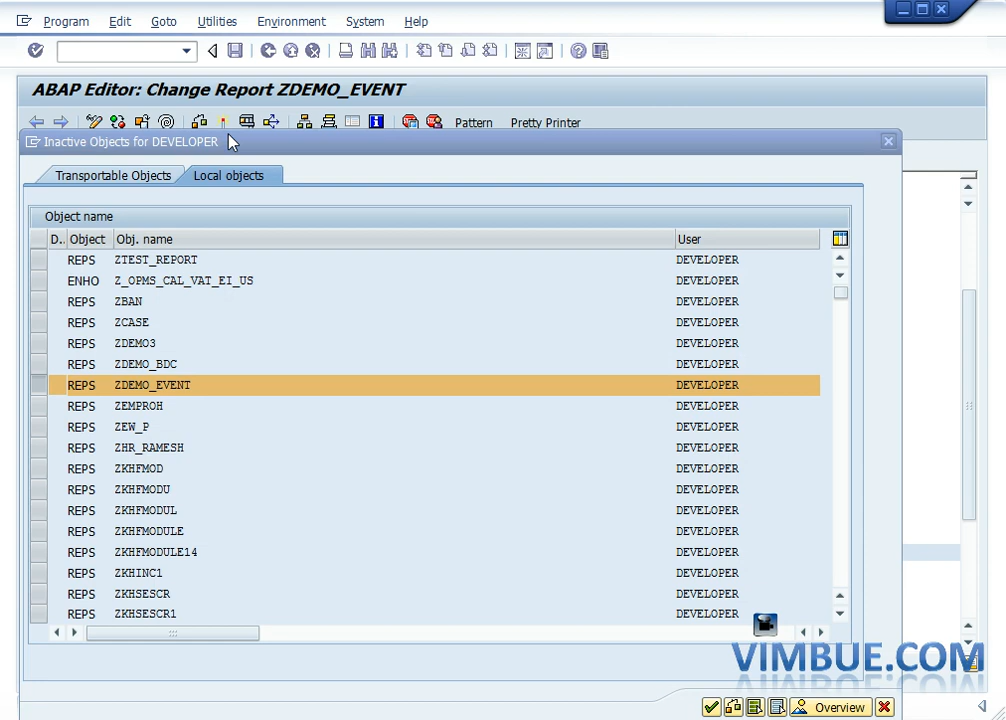 Program Edit Goto Utilities Environment System Help
ABAP Editor: Change Report ZDEMO_EVENT
Pattern Pretty Printer
Inactive Objects for DEVELOPER
Transportable Objects Local objects
Object name
D.. Object Obj. name User
REPS ZTEST_REPORT DEVELOPER
ENHO Z_OPMS_CAL_VAT_EI_US DEVELOPER
REPS ZBAN DEVELOPER
REPS ZCASE DEVELOPER
REPS ZDEMO3 DEVELOPER
REPS ZDEMO_BDC DEVELOPER
REPS ZDEMO_EVENT DEVELOPER
REPS ZEMPROH DEVELOPER
REPS ZEW_P DEVELOPER
REPS ZHR_RAMESH DEVELOPER
REPS ZKHFMOD DEVELOPER
REPS ZKHFMODU DEVELOPER
REPS ZKHFMODUL DEVELOPER
REPS ZKHFMODULE DEVELOPER
REPS ZKHFMODULE14 DEVELOPER
REPS ZKHINC1 DEVELOPER
REPS ZKHSESCR DEVELOPER
REPS ZKHSESCR1 DEVELOPER
VIMBUE.COM
Overview